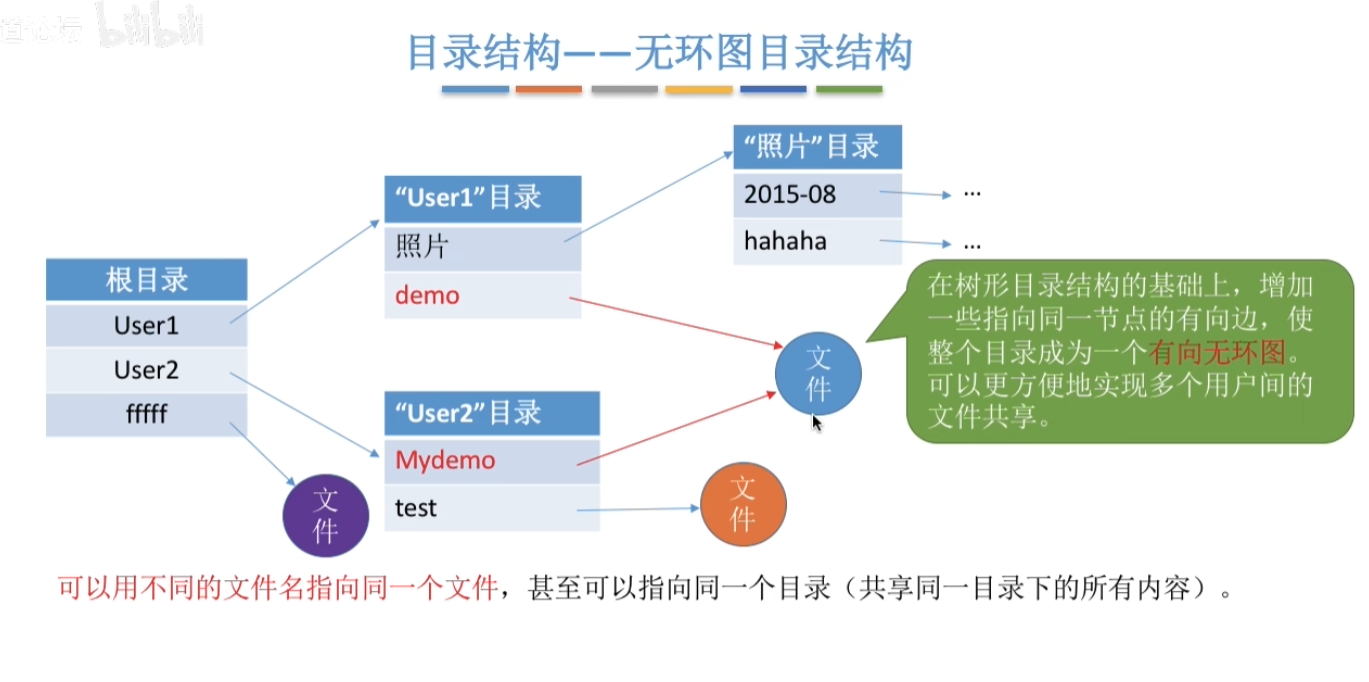 bilibili
目录结构——无环图目录结构
根目录
User1
User2
fffff
文
件
“User1”目录
照片
demo
“User2”目录
Mydemo
test
“照片”目录
2015-08
...
hahaha
...
文
件
文
件
在树形目录结构的基础上，增加
一些指向同一节点的有向边，使
整个目录成为一个有向无环图。
可以更方便地实现多个用户间的
文件共享。
可以用不同的文件名指向同一个文件，甚至可以指向同一个目录（共享同一目录下的所有内容）。